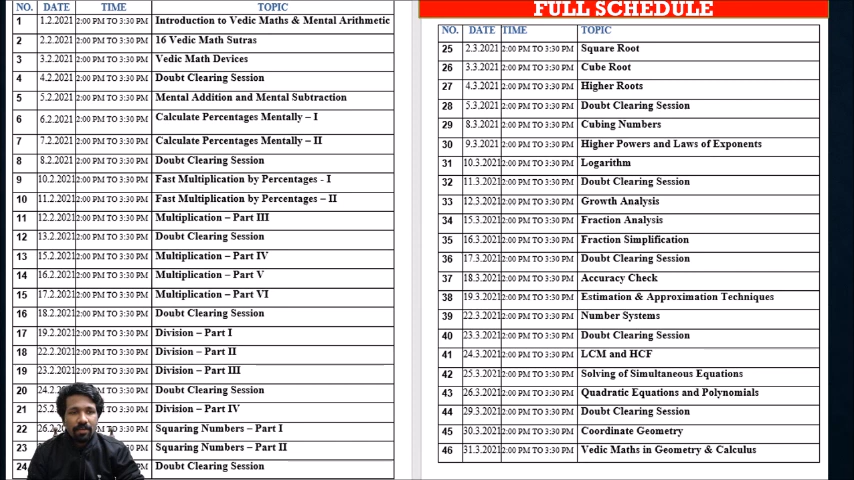 NO. DATE TIME TOPIC
1 1.2.2021 2:00 PM TO 3:30 PM Introduction to Vedic Maths & Mental Arithmetic
2 2.2.2021 2:00 PM TO 3:30 PM 16 Vedic Math Sutras
3 3.2.2021 2:00 PM TO 3:30 PM Vedic Math Devices
4 4.2.2021 2:00 PM TO 3:30 PM Doubt Clearing Session
5 5.2.2021 2:00 PM TO 3:30 PM Mental Addition and Mental Subtraction
6 6.2.2021 2:00 PM TO 3:30 PM Calculate Percentages Mentally – I
7 7.2.2021 2:00 PM TO 3:30 PM Calculate Percentages Mentally – II
8 8.2.2021 2:00 PM TO 3:30 PM Doubt Clearing Session
9 10.2.2021 2:00 PM TO 3:30 PM Fast Multiplication by Percentages - I
10 11.2.2021 2:00 PM TO 3:30 PM Fast Multiplication by Percentages – II
11 12.2.2021 2:00 PM TO 3:30 PM Multiplication – Part III
12 13.2.2021 2:00 PM TO 3:30 PM Doubt Clearing Session
13 15.2.2021 2:00 PM TO 3:30 PM Multiplication – Part IV
14 16.2.2021 2:00 PM TO 3:30 PM Multiplication – Part V
15 17.2.2021 2:00 PM TO 3:30 PM Multiplication – Part VI
16 18.2.2021 2:00 PM TO 3:30 PM Doubt Clearing Session
17 19.2.2021 2:00 PM TO 3:30 PM Division – Part I
18 22.2.2021 2:00 PM TO 3:30 PM Division – Part II
19 23.2.2021 2:00 PM TO 3:30 PM Division – Part III
20 24.2 PM TO 3:30 PM Doubt Clearing Session
21 25.2 TO 3:30 PM Division – Part IV
22 26.2 TO 3:30 PM Squaring Numbers – Part I
23 TO 3:30 PM Squaring Numbers – Part II
24 3:30 PM Doubt Clearing Session
FULL SCHEDULE
NO. DATE TIME TOPIC
25 2.3.2021 2:00 PM TO 3:30 PM Square Root
26 3.3.2021 2:00 PM TO 3:30 PM Cube Root
27 4.3.2021 2:00 PM TO 3:30 PM Higher Roots
28 5.3.2021 2:00 PM TO 3:30 PM Doubt Clearing Session
29 8.3.2021 2:00 PM TO 3:30 PM Cubing Numbers
30 9.3.2021 2:00 PM TO 3:30 PM Higher Powers and Laws of Exponents
31 10.3.2021 2:00 PM TO 3:30 PM Logarithm
32 11.3.2021 2:00 PM TO 3:30 PM Doubt Clearing Session
33 12.3.2021 2:00 PM TO 3:30 PM Growth Analysis
34 15.3.2021 2:00 PM TO 3:30 PM Fraction Analysis
35 16.3.2021 2:00 PM TO 3:30 PM Fraction Simplification
36 17.3.2021 2:00 PM TO 3:30 PM Doubt Clearing Session
37 18.3.2021 2:00 PM TO 3:30 PM Accuracy Check
38 19.3.2021 2:00 PM TO 3:30 PM Estimation & Approximation Techniques
39 22.3.2021 2:00 PM TO 3:30 PM Number Systems
40 23.3.2021 2:00 PM TO 3:30 PM Doubt Clearing Session
41 24.3.2021 2:00 PM TO 3:30 PM LCM and HCF
42 25.3.2021 2:00 PM TO 3:30 PM Solving of Simultaneous Equations
43 26.3.2021 2:00 PM TO 3:30 PM Quadratic Equations and Polynomials
44 29.3.2021 2:00 PM TO 3:30 PM Doubt Clearing Session
45 30.3.2021 2:00 PM TO 3:30 PM Coordinate Geometry
46 31.3.2021 2:00 PM TO 3:30 PM Vedic Maths in Geometry & Calculus